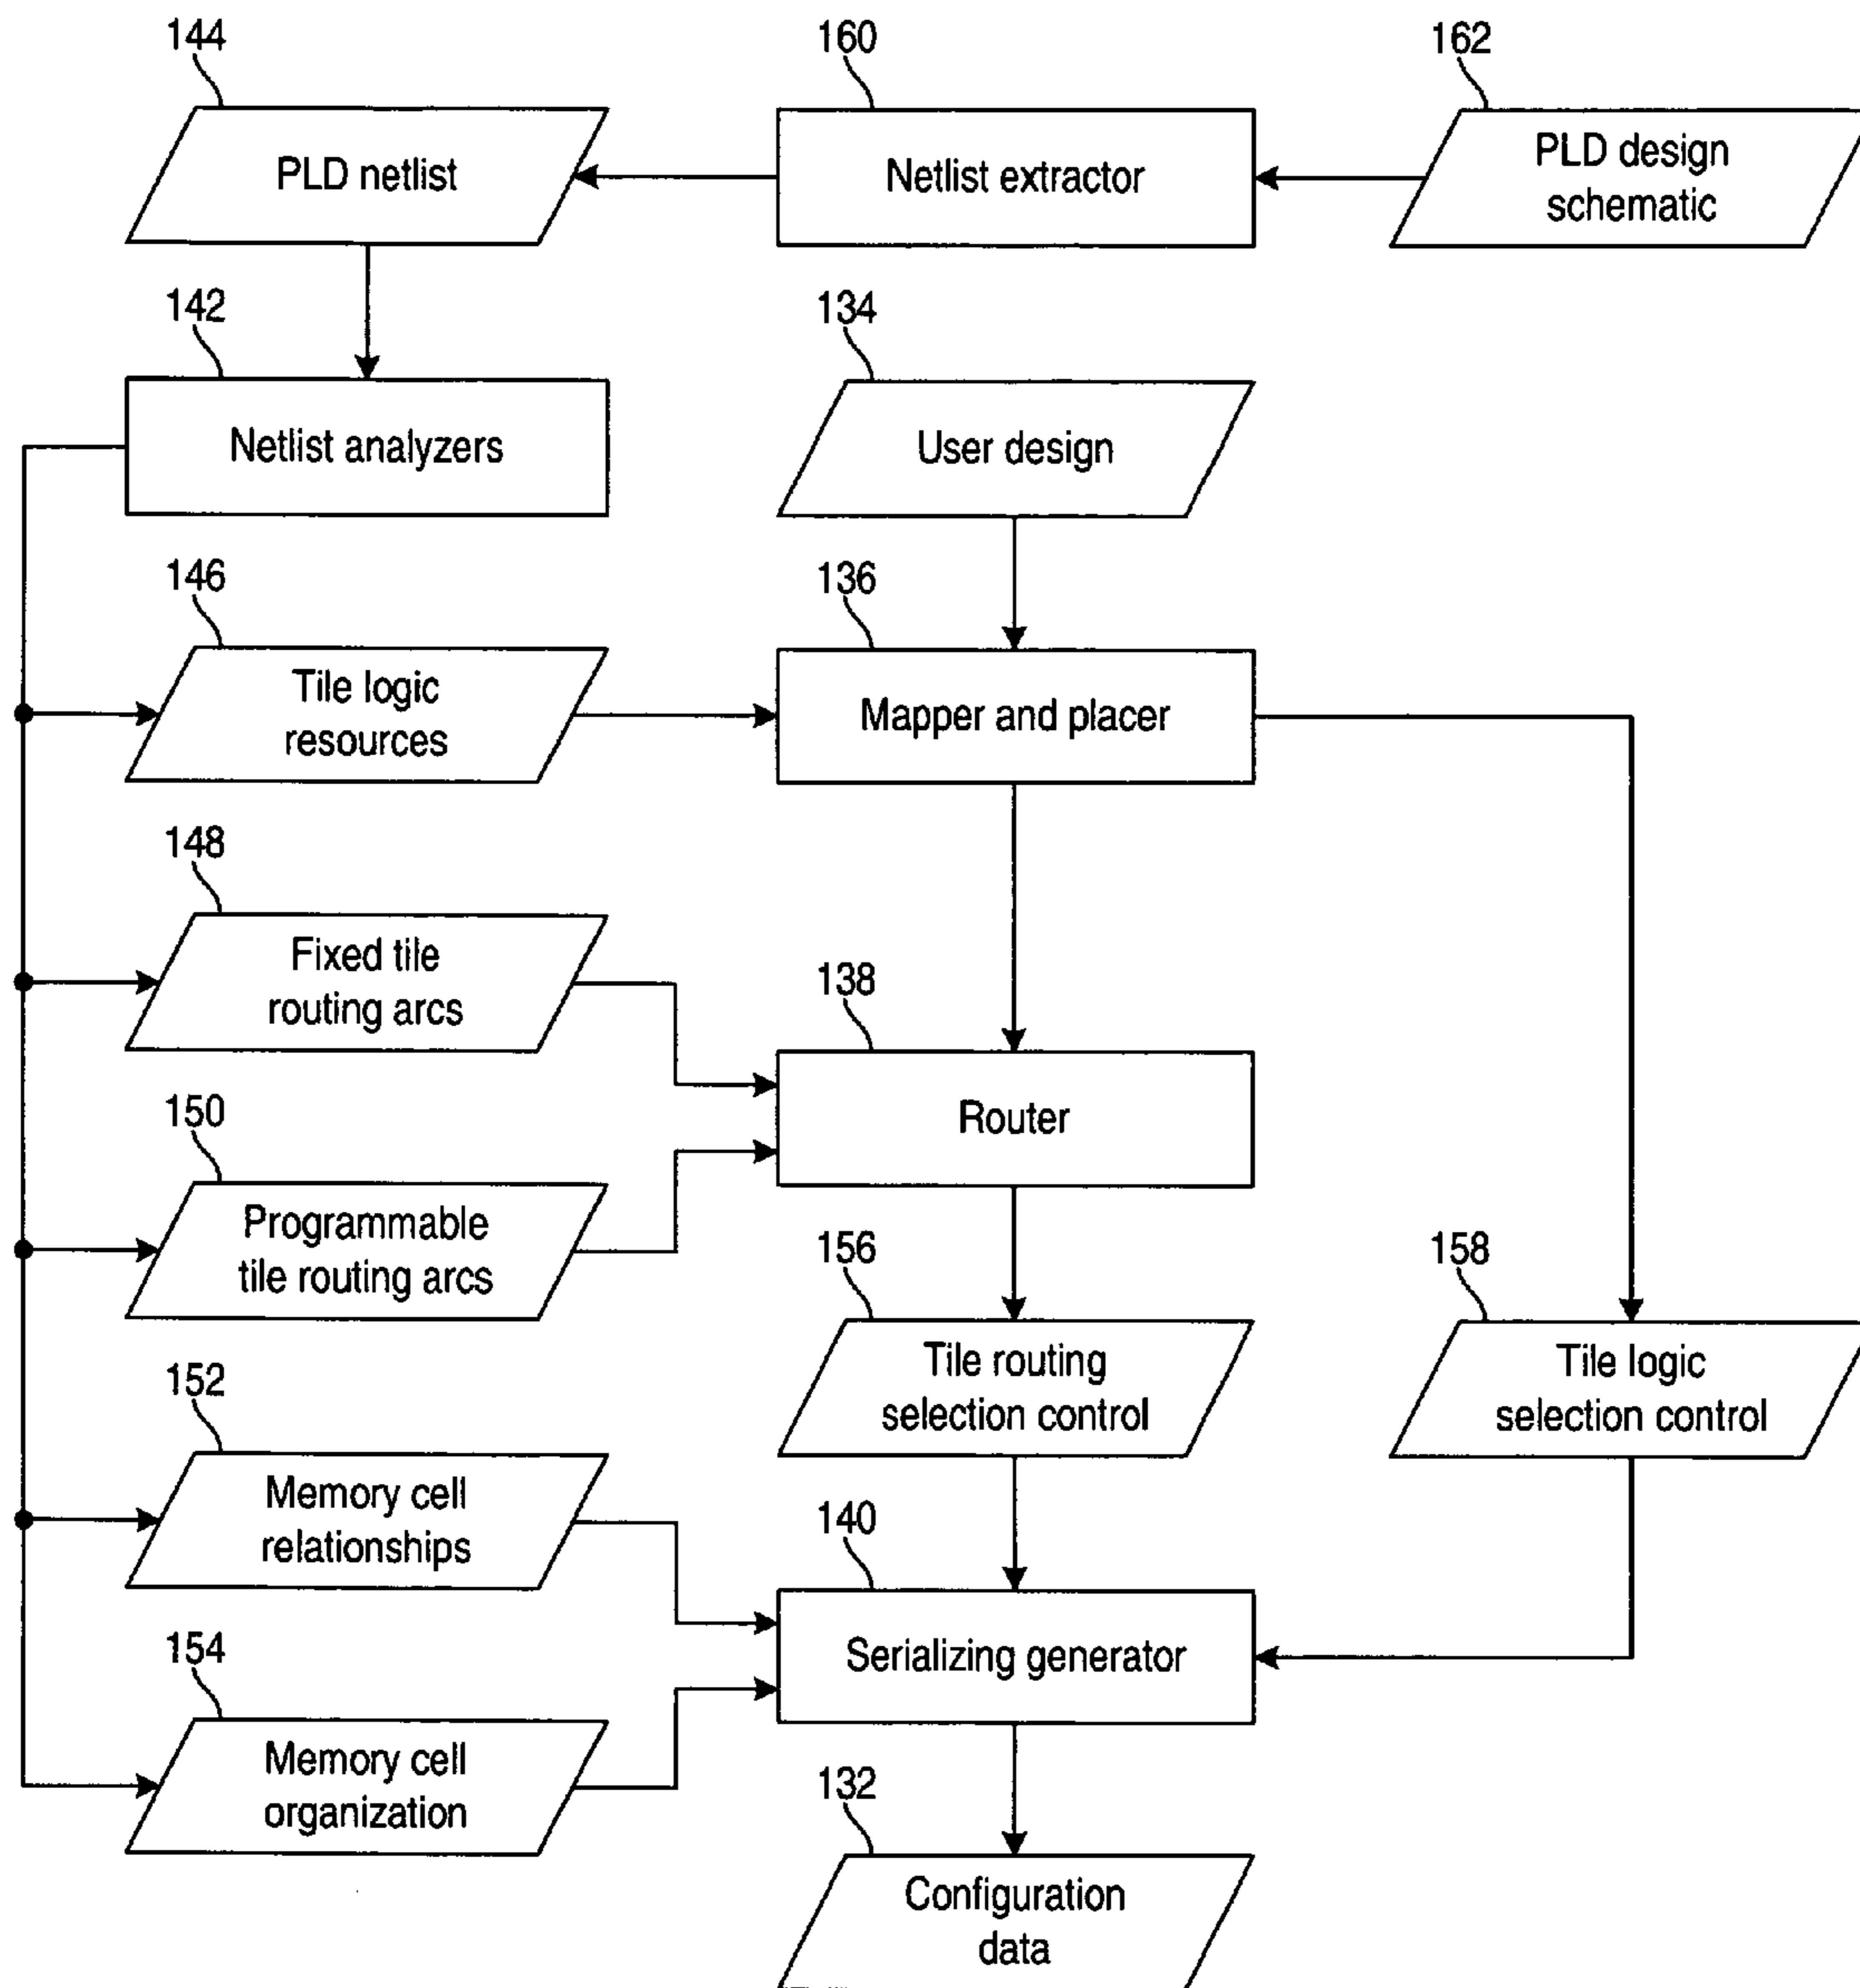 144
160
162
PLD netlist
Netlist extractor
PLD design
schematic
142
134
Netlist analyzers
User design
146
136
Tile logic
resources
Mapper and placer
148
Fixed tile
routing arcs
138
Router
150
Programmable
tile routing arcs
156
158
Tile routing
selection control
Tile logic
selection control
152
Memory cell
relationships
140
Serializing generator
154
Memory cell
organization
132
Configuration
data